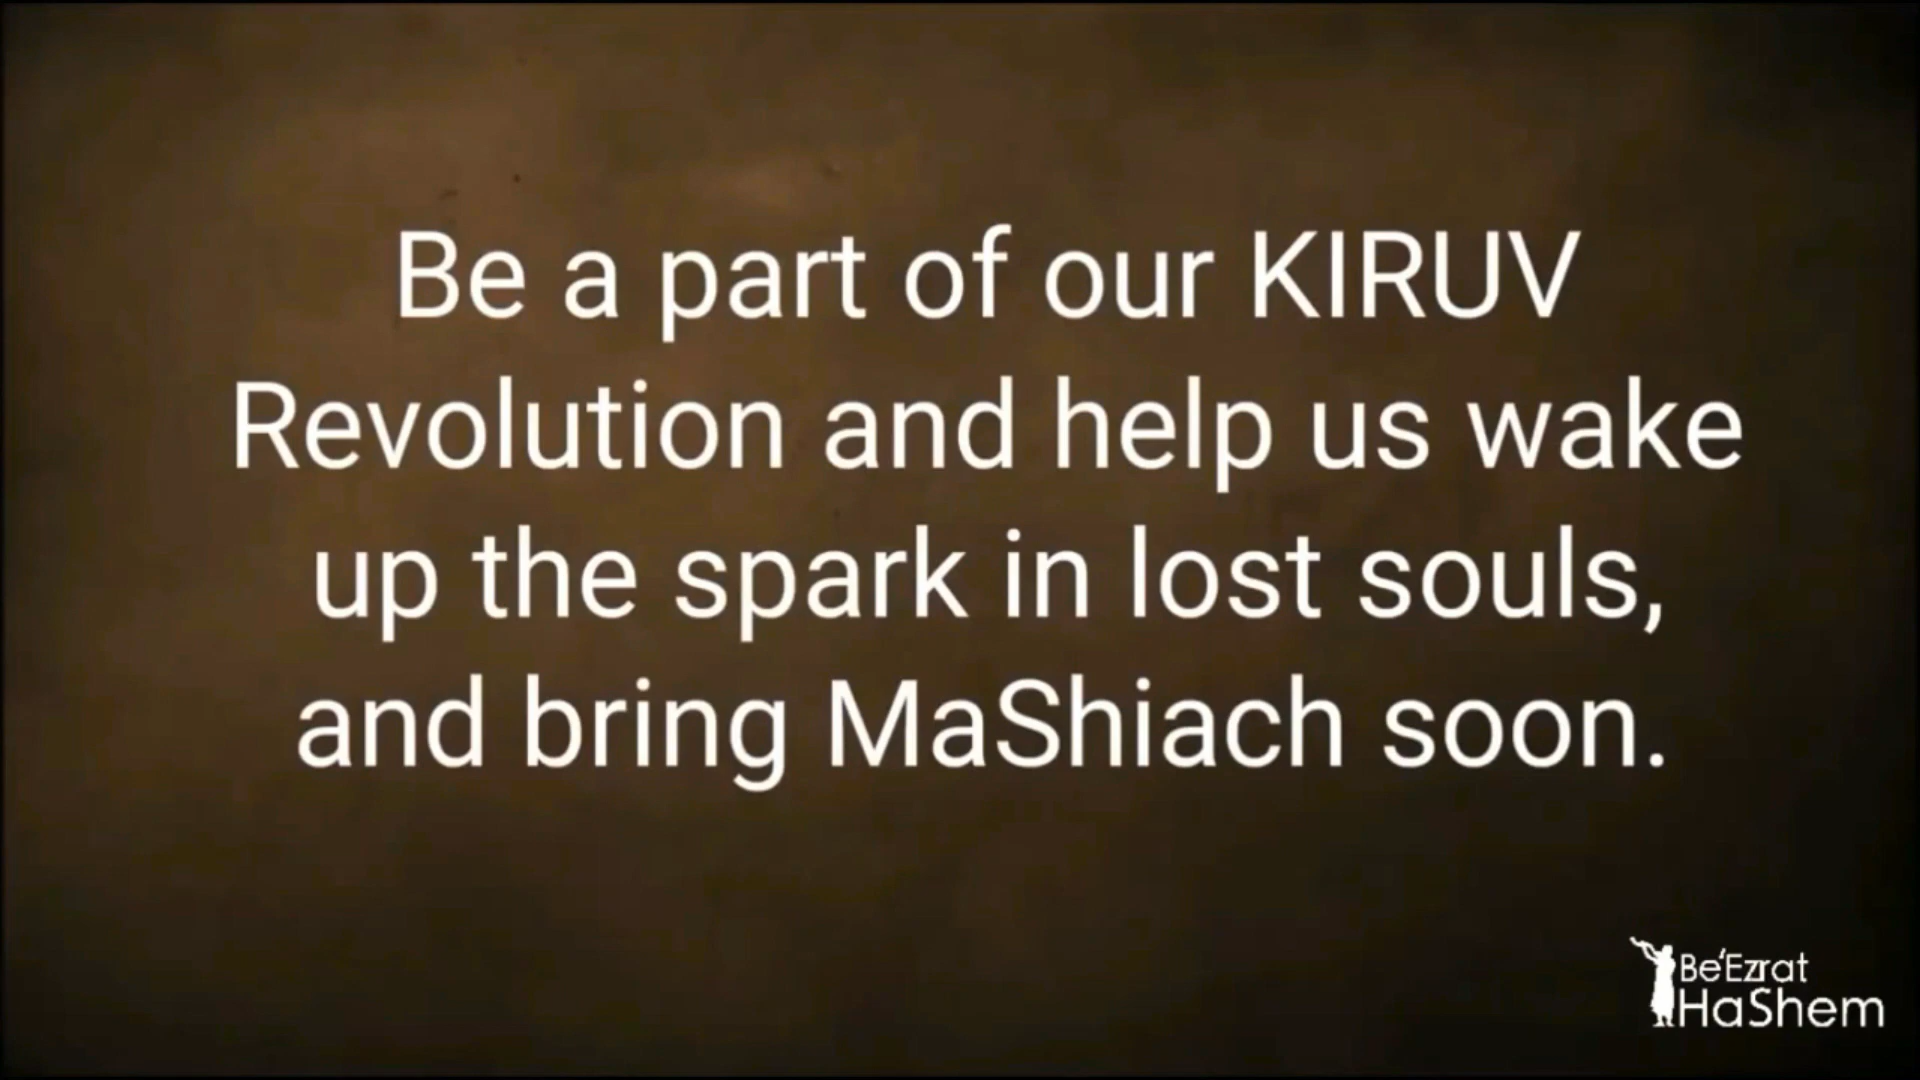 Be a part of our KIRUV
Revolution and help us wake
up the spark in lost souls,
and bring MaShiach soon.
Be'Ezrat
HaShem